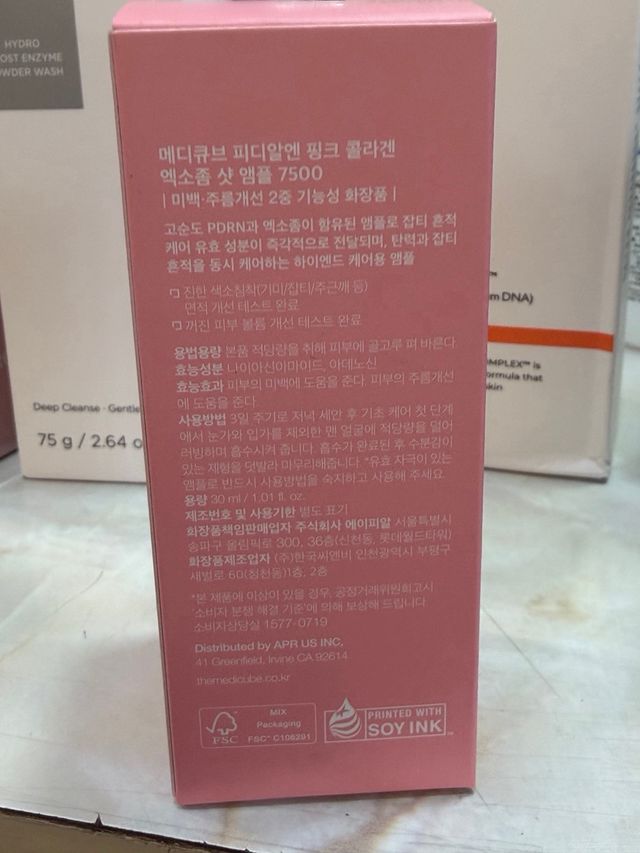 HYDRO
OST ENZYME
OWDER WASH
메디큐브 피디알엔 핑크 콜라겐
엑소좀 샷 앰플 7500
| 미백·주름개선 2중 기능성 화장품 |
고순도 PDRN과 엑소좀이 함유된 앰플로 잡티 흔적
케어 유효 성분이 즉각적으로 전달되며, 탄력과 잡티
흔적을 동시 케어하는 하이엔드 케어용 앰플
진한 색소침착(기미/잡티/주근깨 등)
면적 개선 테스트 완료
꺼진 피부 볼륨 개선 테스트 완료
용법용량 본품 적당량을 취해 피부에 골고루 펴 바른다.
효능성분 나이아신아마이드, 아데노신
효능효과 피부의 미백에 도움을 준다. 피부의 주름개선
에 도움을 준다.
사용방법 3일 주기로 저녁 세안 후 기초 케어 첫 단계
에서 눈가와 입가를 제외한 맨 얼굴에 적당량을 덜어
러빙하며 흡수시켜 줍니다. 흡수가 완료된 후 수분감이
있는 제형을 덧발라 마무리해줍니다. *유효 자극이 있는
앰플로 반드시 사용방법을 숙지하고 사용해 주세요.
용량 30 ml / 1.01 fl. oz.
제조번호 및 사용기한 별도 표기
화장품책임판매업자 주식회사 에이피알 서울특별시
송파구 올림픽로 300, 36층(신천동, 롯데월드타워)
화장품제조업자 (주)한국씨엔비 인천광역시 부평구
새벌로 60(청천동)1층, 2층
*본 제품에 이상이 있을 경우, 공정거래위원회고시
'소비자 분쟁 해결 기준'에 의해 보상해 드립니다.
소비자상담실 1577-0719
Distributed by APR US INC.
41 Greenfield, Irvine CA 92614
themedicube.co.kr
FSC
MIX
Packaging
FSC™ C106291
PRINTED WITH
SOY INK™
Deep Cleanse · Gentle
75 g / 2.64 o
m DNA)
MPLEX™ is
ormula that
kin